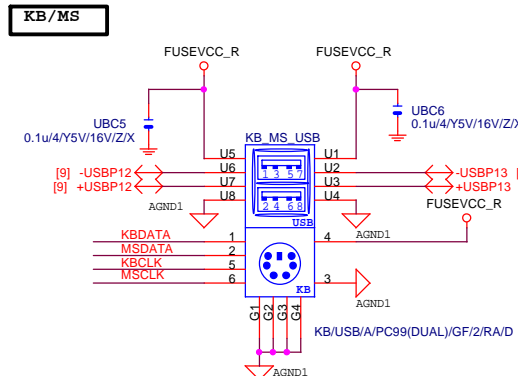 KB/MS
FUSEVCC_R FUSEVCC_R
UBC5
0.1u/4/Y5V/16V/Z/X
UBC6
0.1u/4/Y5V/16V/Z/
KB_MS_USB
U5 U1
[9] -USBP12 U6 U2 -USBP13
[9] +USBP12 U7 U3 +USBP13
U8 U4
1 3 5 7
2 4 6 8
AGND1
USB
FUSEVCC_R
AGND1
KBDATA 1 4
MSDATA 2
KBCLK 5
MSCLK 6 3
KB
AGND1
G1 G2 G3 G4
KB/USB/A/PC99(DUAL)/GF/2/RA/D
AGND1